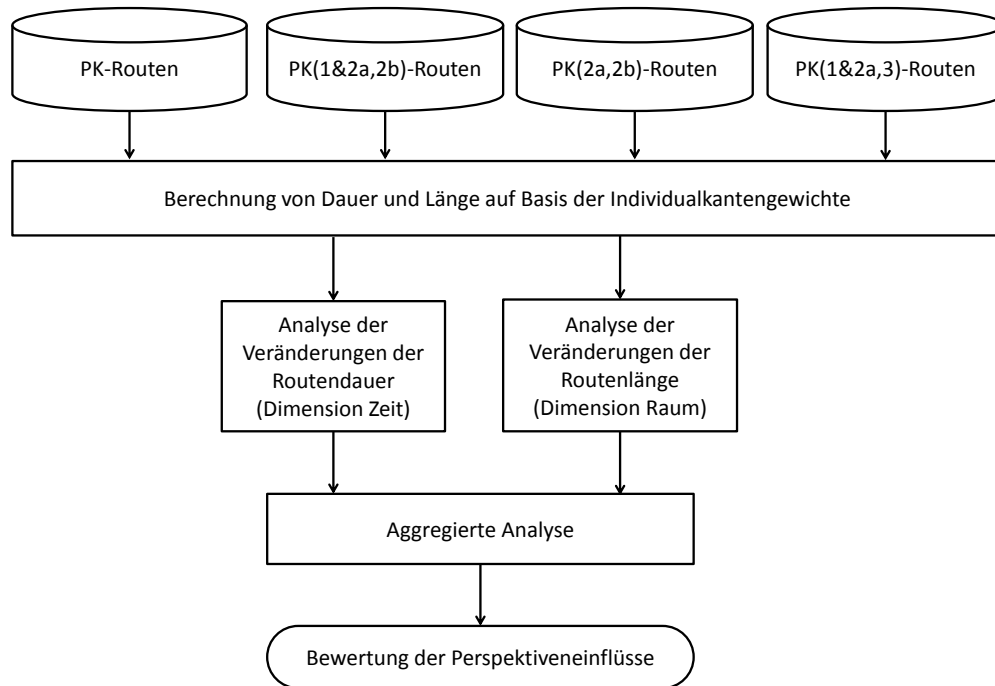 PK-Routen
PK(1&2a,2b)-Routen
PK(2a,2b)-Routen
PK(1&2a,3)-Routen
Berechnung von Dauer und Länge auf Basis der Individualkantengewichte
Analyse der
Veränderungen der
Routendauer
(Dimension Zeit)
Analyse der
Veränderungen der
Routenlänge
(Dimension Raum)
Aggregierte Analyse
Bewertung der Perspektiveneinflüsse